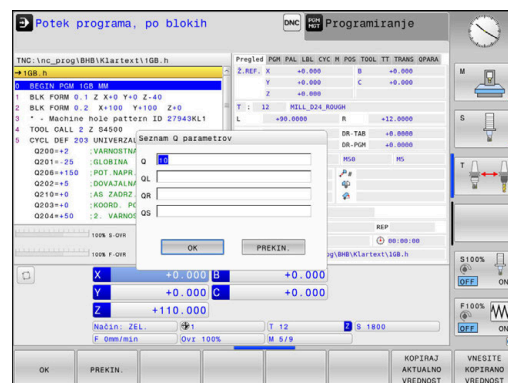 Potek programa, po blokih
DNC
PGM
Programiranje
TNC:\nc_prog\BHB\Klartext\1GB.h
→1GB.h
0 BEGIN PGM 1GB MM
1 BLK FORM 0.1 Z X+0 Y+0 Z-40
2 BLK FORM 0.2 X+100 Y+100 Z+0
3 * - Machine hole pattern ID 27943KL1
4 TOOL CALL 2 Z S4500
5 CYCL DEF 203 UNIVERZAL
Q200=+2 ;VARNOSTNA
Q201=-25 ;GLOBINA
Q206=+150 ;POT.NAPR.
Q202=+5 ;DOVAJALNA
Q210=+0 ;AS ZADRZ.
Q203=+0 ;KOORD. PO
Q204=+50 ;2. VARNOS
100% S-OVR
100% F-OVR
Pregled PGM PAL LBL CYC M POS TOOL TT TRANS QPARA
Ž.REF. X +0.000 B +0.000
Y +0.000 C +0.000
Z +0.000
T : 12 MILL_D24_ROUGH
L +90.0000 R +12.0000
DR-TAB +0.0000
DR-PGM +0.0000
M50 M5
REP
00:00:00
og\BHB\Klartext\1GB.h
Seznam Q parametrov
Q 10
QL
QR
QS
OK
PREKIN.
X +0.000 B +0.000
Y +0.000 C +0.000
Z +110.000
Način: ŽEL. 1 T 12 Z S 1800
F 0mm/min Ovr 100% M 5/9
M
S
T
S100%
OFF ON
F100%
OFF ON
OK
PREKIN.
KOPIRAJ
AKTUALNO
VREDNOST
VNESITE
KOPIRANO
VREDNOST